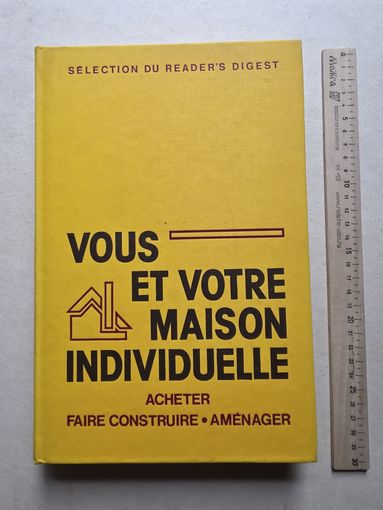 SÉLECTION DU READER'S DIGEST
VOUS
ET VOTRE
MAISON
INDIVIDUELLE
ACHETER
FAIRE CONSTRUIRE • AMÉNAGER